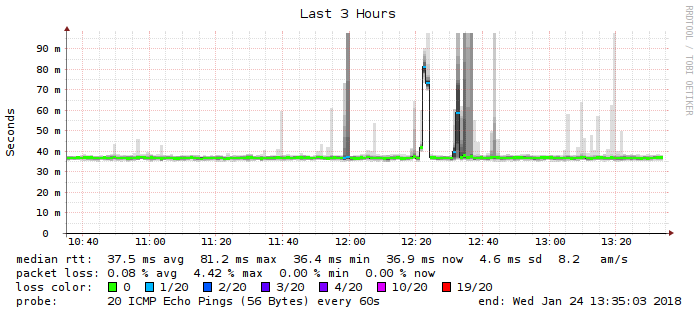 Last 3 Hours
RRDTOOL / TOBI OETIKER
Seconds
90 m
80 m
70 m
60 m
50 m
40 m
30 m
20 m
10 m
0
10:40 11:00 11:20 11:40 12:00 12:20 12:40 13:00 13:20
median rtt: 37.5 ms avg 81.2 ms max 36.4 ms min 36.9 ms now 4.6 ms sd 8.2 am/s
packet loss: 0.08 % avg 4.42 % max 0.00 % min 0.00 % now
loss color: 0 1/20 2/20 3/20 4/20 10/20 19/20
probe: 20 ICMP Echo Pings (56 Bytes) every 60s end: Wed Jan 24 13:35:03 2018